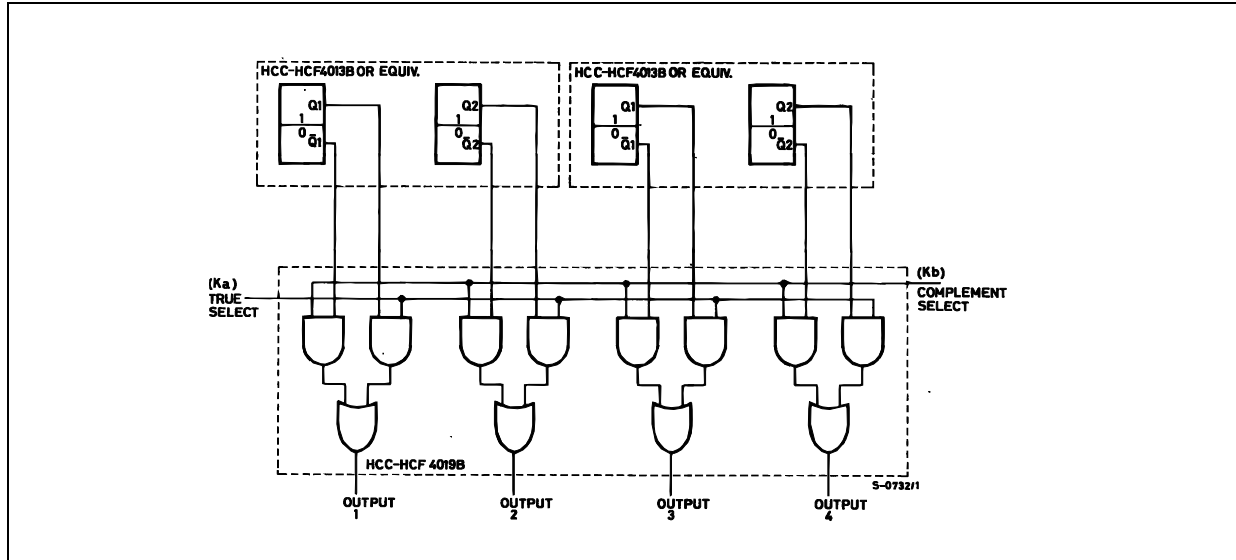 HCC-HCF4013B OR EQUIV.
HCC-HCF4013B OR EQUIV.
Q1
1
0
Q̄1
Q2
1
0
Q̄2
Q1
1
0
Q̄1
Q2
1
0
Q̄2
(Ka)
TRUE
SELECT
(Kb)
COMPLEMENT
SELECT
HCC-HCF 4019B
S-0732/1
OUTPUT
1
OUTPUT
2
OUTPUT
3
OUTPUT
4